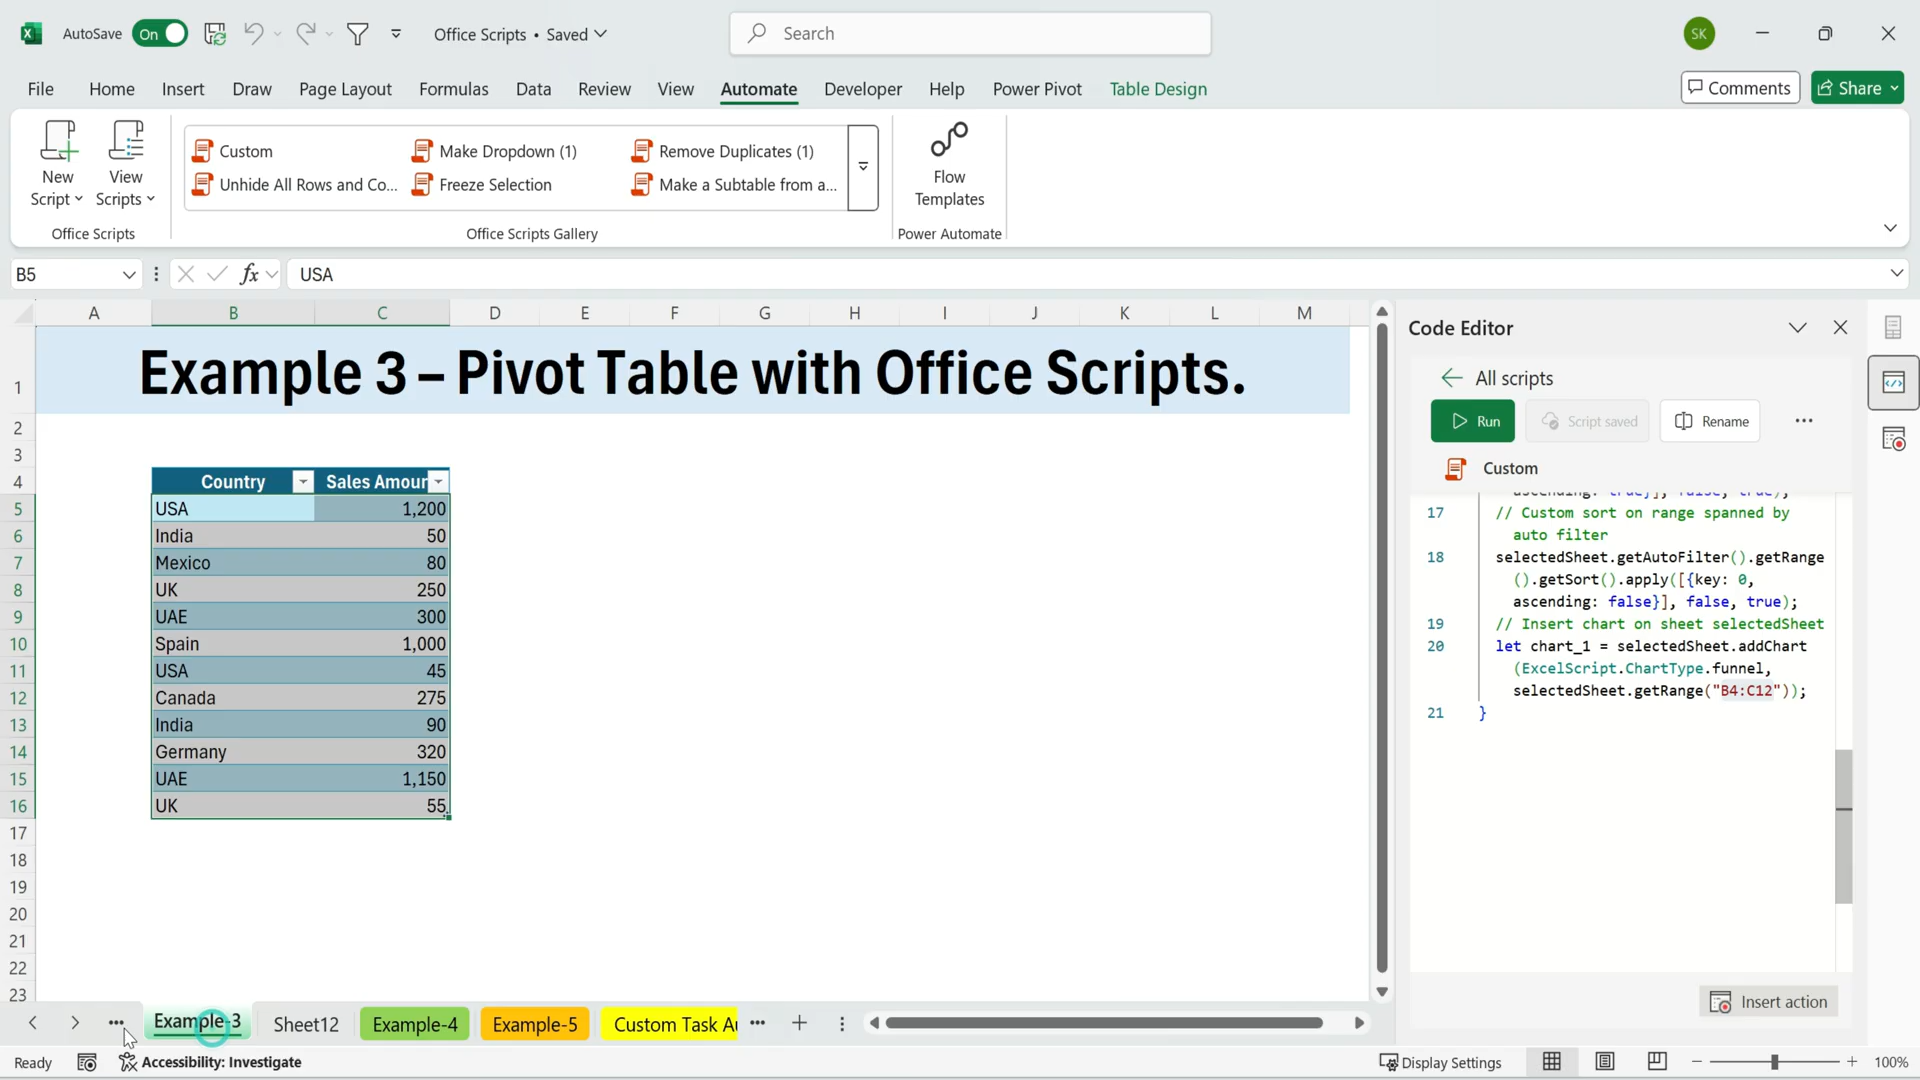 AutoSave On Office Scripts • Saved Search SK
File Home Insert Draw Page Layout Formulas Data Review View Automate Developer Help Power Pivot Table Design Comments Share
New Script
View Scripts
Office Scripts
Custom Make Dropdown (1) Remove Duplicates (1)
Unhide All Rows and Co... Freeze Selection Make a Subtable from a...
Office Scripts Gallery
Flow Templates
Power Automate
B5 fx USA
A B C D E F G H I J K L M
1 Example 3 – Pivot Table with Office Scripts.
2
3
4 Country Sales Amour
5 USA 1,200
6 India 50
7 Mexico 80
8 UK 250
9 UAE 300
10 Spain 1,000
11 USA 45
12 Canada 275
13 India 90
14 Germany 320
15 UAE 1,150
16 UK 55
17
18
19
20
21
22
23
Code Editor
All scripts
Run Script saved Rename
Custom
ascending: true}], false, true);
17 // Custom sort on range spanned by
auto filter
18 selectedSheet.getAutoFilter().getRange
().getSort().apply([{key: 0,
ascending: false}], false, true);
19 // Insert chart on sheet selectedSheet
20 let chart_1 = selectedSheet.addChart
(ExcelScript.ChartType.funnel,
selectedSheet.getRange("B4:C12"));
21 }
Insert action
Example-3 Sheet12 Example-4 Example-5 Custom Task Au
Ready Accessibility: Investigate Display Settings 100%